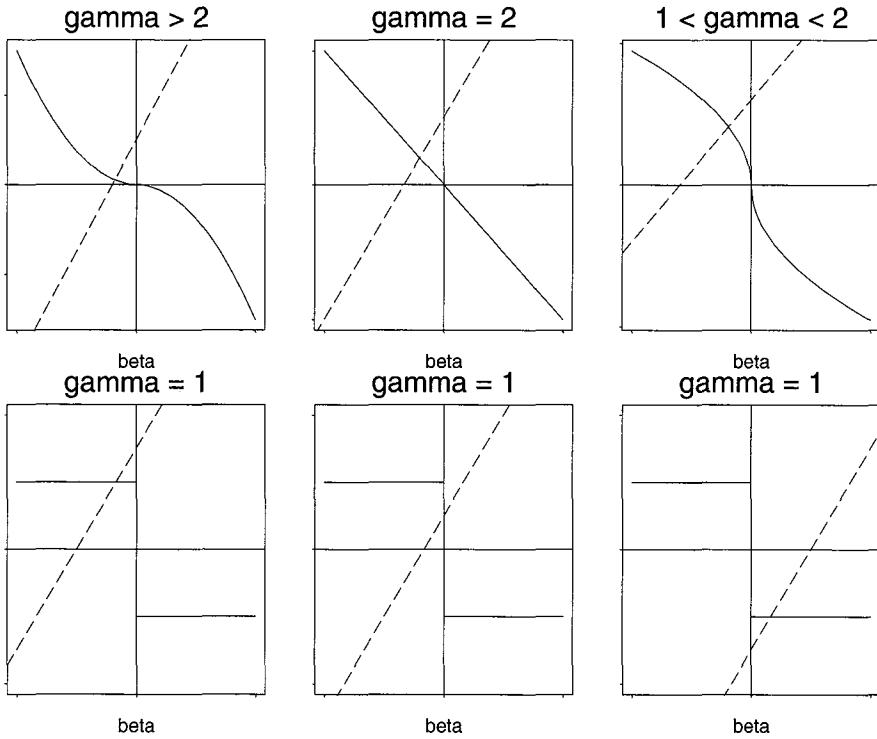 gamma > 2
gamma = 2
1 < gamma < 2
beta
beta
beta
gamma = 1
gamma = 1
gamma = 1
beta
beta
beta